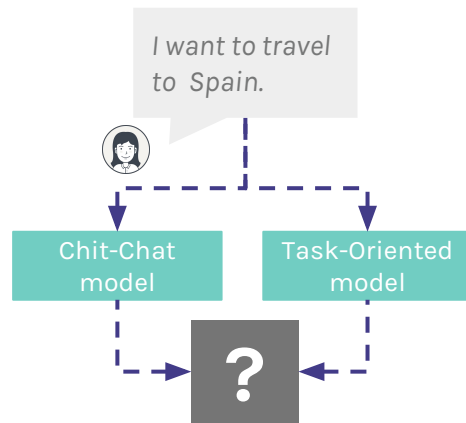 I want to travel
to Spain.
Chit-Chat
model
Task-Oriented
model
?